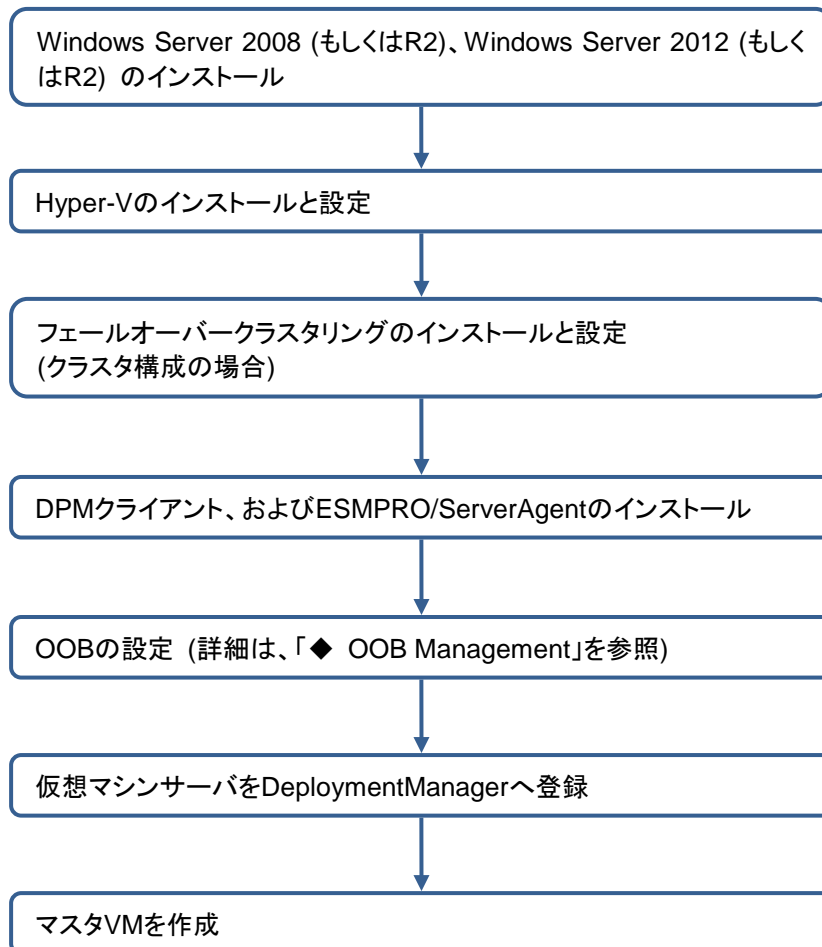 Windows Server 2008 (もしくはR2)、Windows Server 2012 (もしく
はR2) のインストール
Hyper-Vのインストールと設定
フェールオーバークラスタリングのインストールと設定
(クラスタ構成の場合)
DPMクライアント、およびESMPRO/ServerAgentのインストール
OOBの設定 (詳細は、「◆ OOB Management」を参照)
仮想マシンサーバをDeploymentManagerへ登録
マスタVMを作成